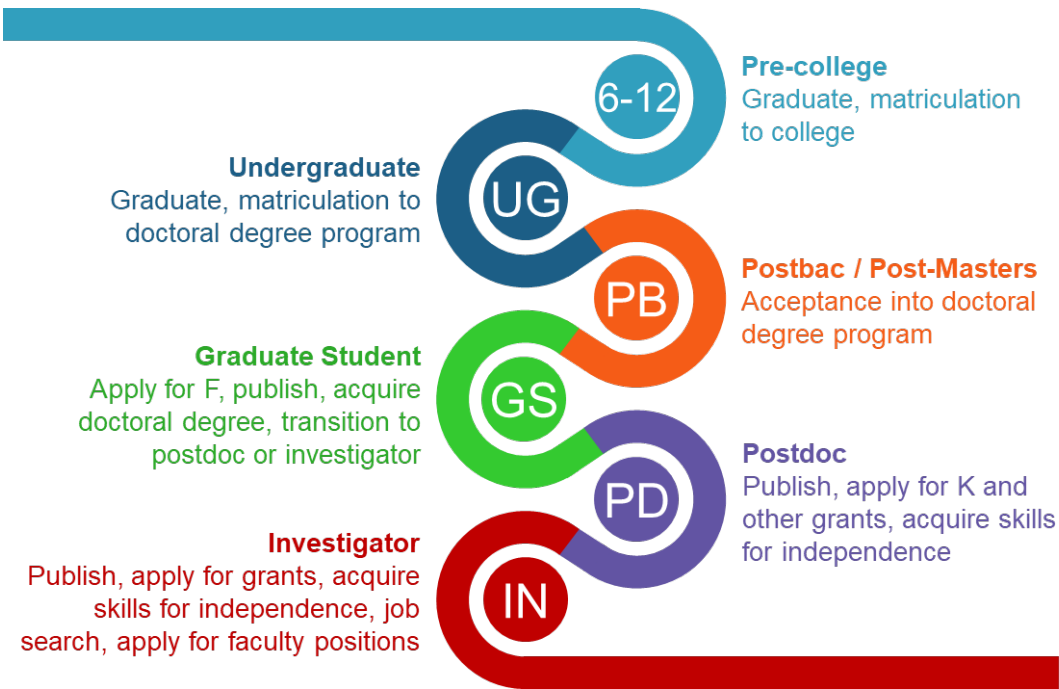 6-12
Pre-college
Graduate, matriculation
to college
Undergraduate
Graduate, matriculation to
doctoral degree program
UG
PB
Postbac / Post-Masters
Acceptance into doctoral
degree program
Graduate Student
Apply for F, publish, acquire
doctoral degree, transition to
postdoc or investigator
GS
PD
Postdoc
Publish, apply for K and
other grants, acquire skills
for independence
Investigator
Publish, apply for grants, acquire
skills for independence, job
search, apply for faculty positions
IN